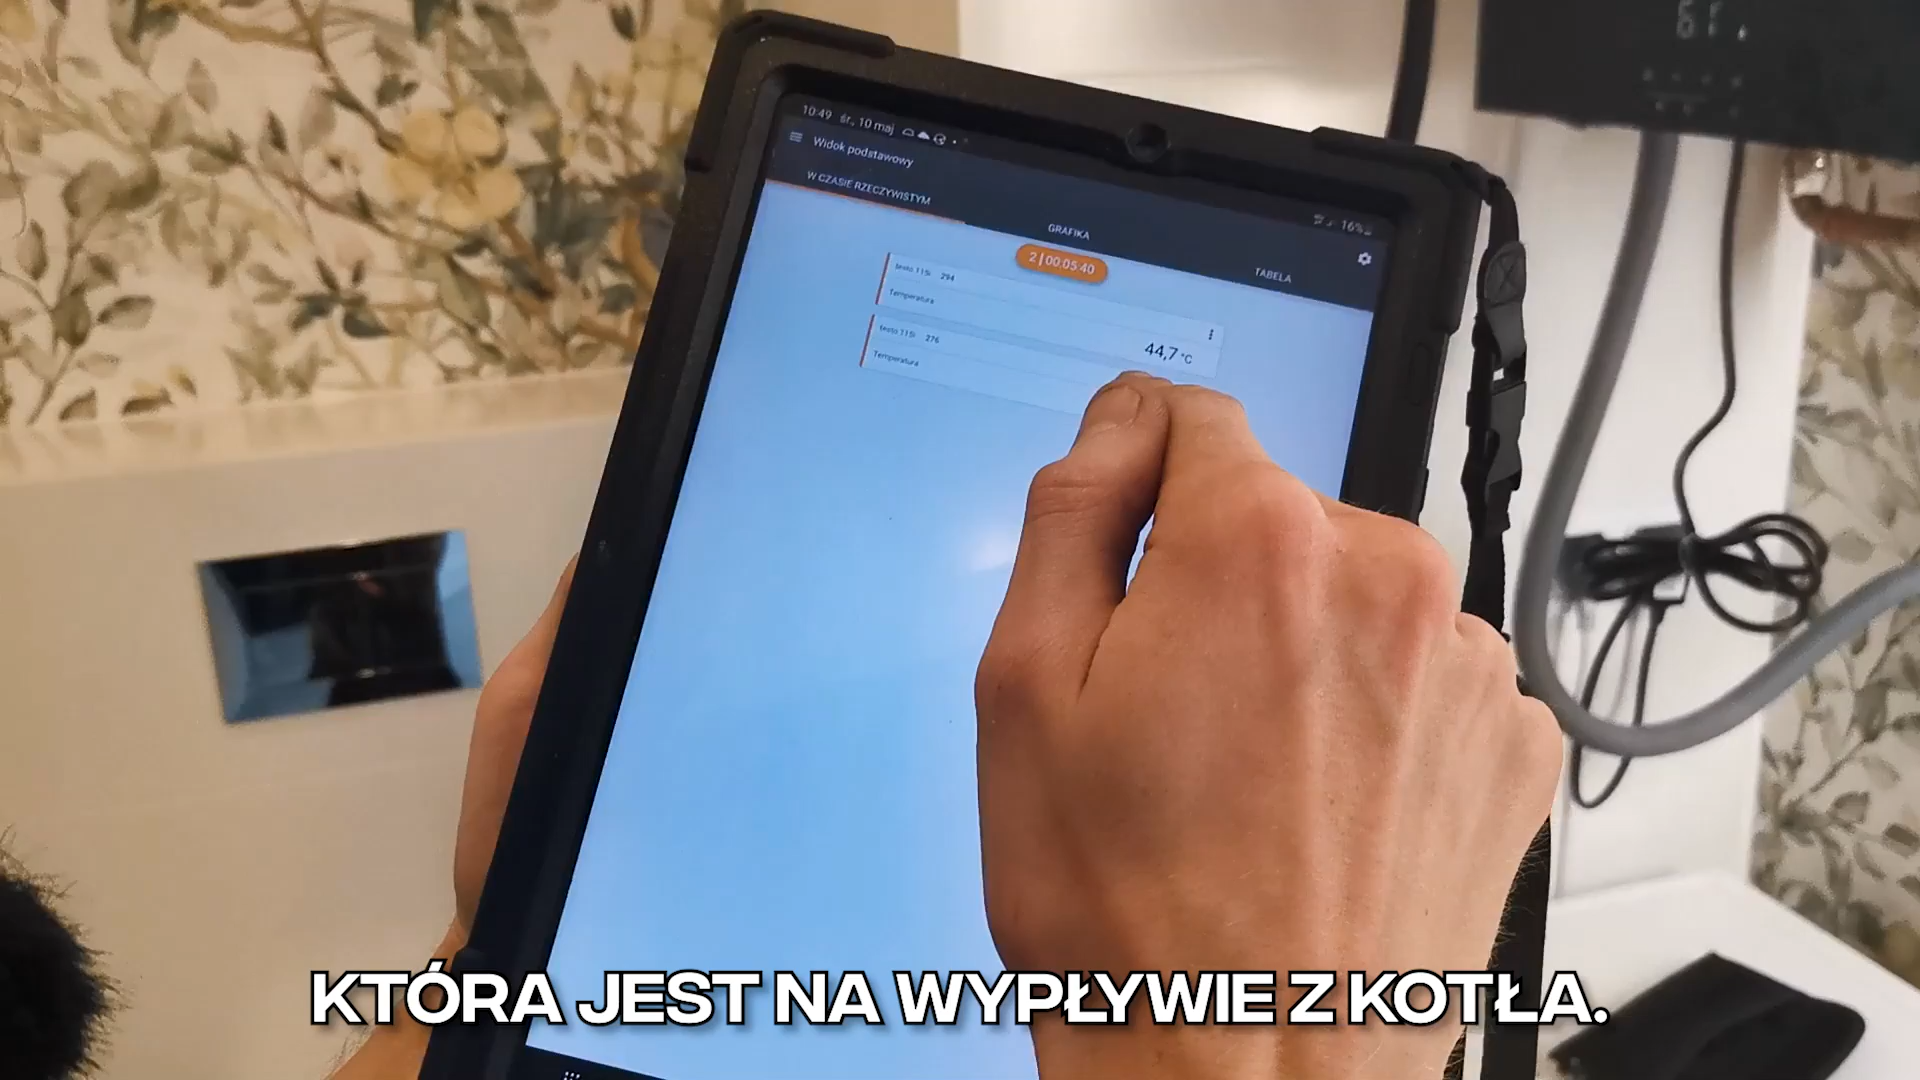 10:49 śr., 10 maj
16%
Widok podstawowy
W CZASIE RZECZYWISTYM
GRAFIKA
TABELA
2 | 00:05:40
testo 115i 294
Temperatura
44,7 °C
testo 115i 276
Temperatura
KTÓRA JEST NA WYPŁYWIE Z KOTŁA.